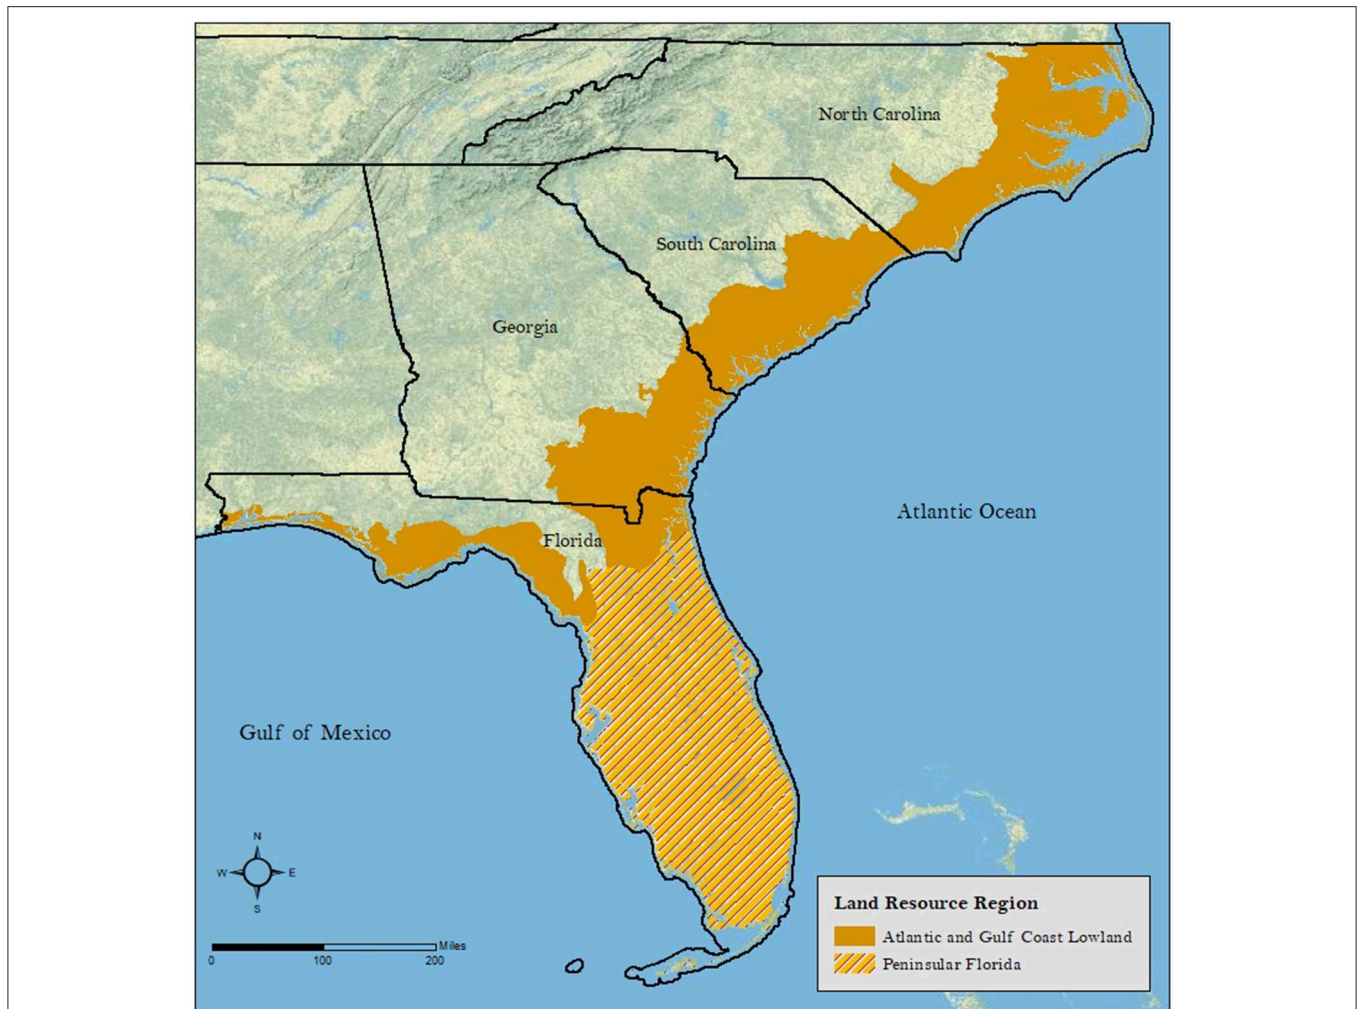 North Carolina
South Carolina
Georgia
Atlantic Ocean
Florida
Gulf of Mexico
N
W E
S
Miles
0 100 200
Land Resource Region
Atlantic and Gulf Coast Lowland
Peninsular Florida